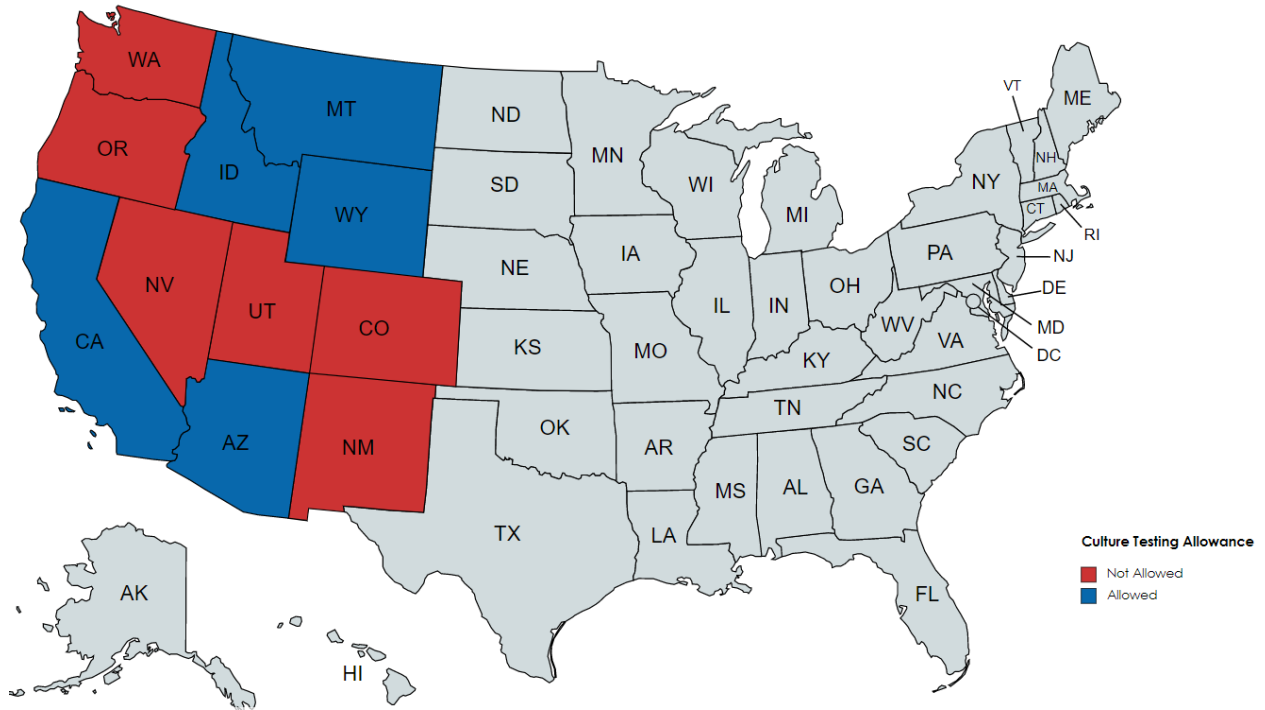 WA
MT
ND
VT
ME
OR
MN
ID
SD
WI
NH
NY
MA
WY
MI
CT
RI
IA
PA
NJ
NE
NV
OH
DE
UT
IL
IN
CO
WV
MD
CA
KS
MO
VA
DC
KY
NC
TN
OK
AZ
NM
AR
SC
MS
AL
GA
TX
LA
Culture Testing Allowance
Not Allowed
Allowed
AK
FL
HI